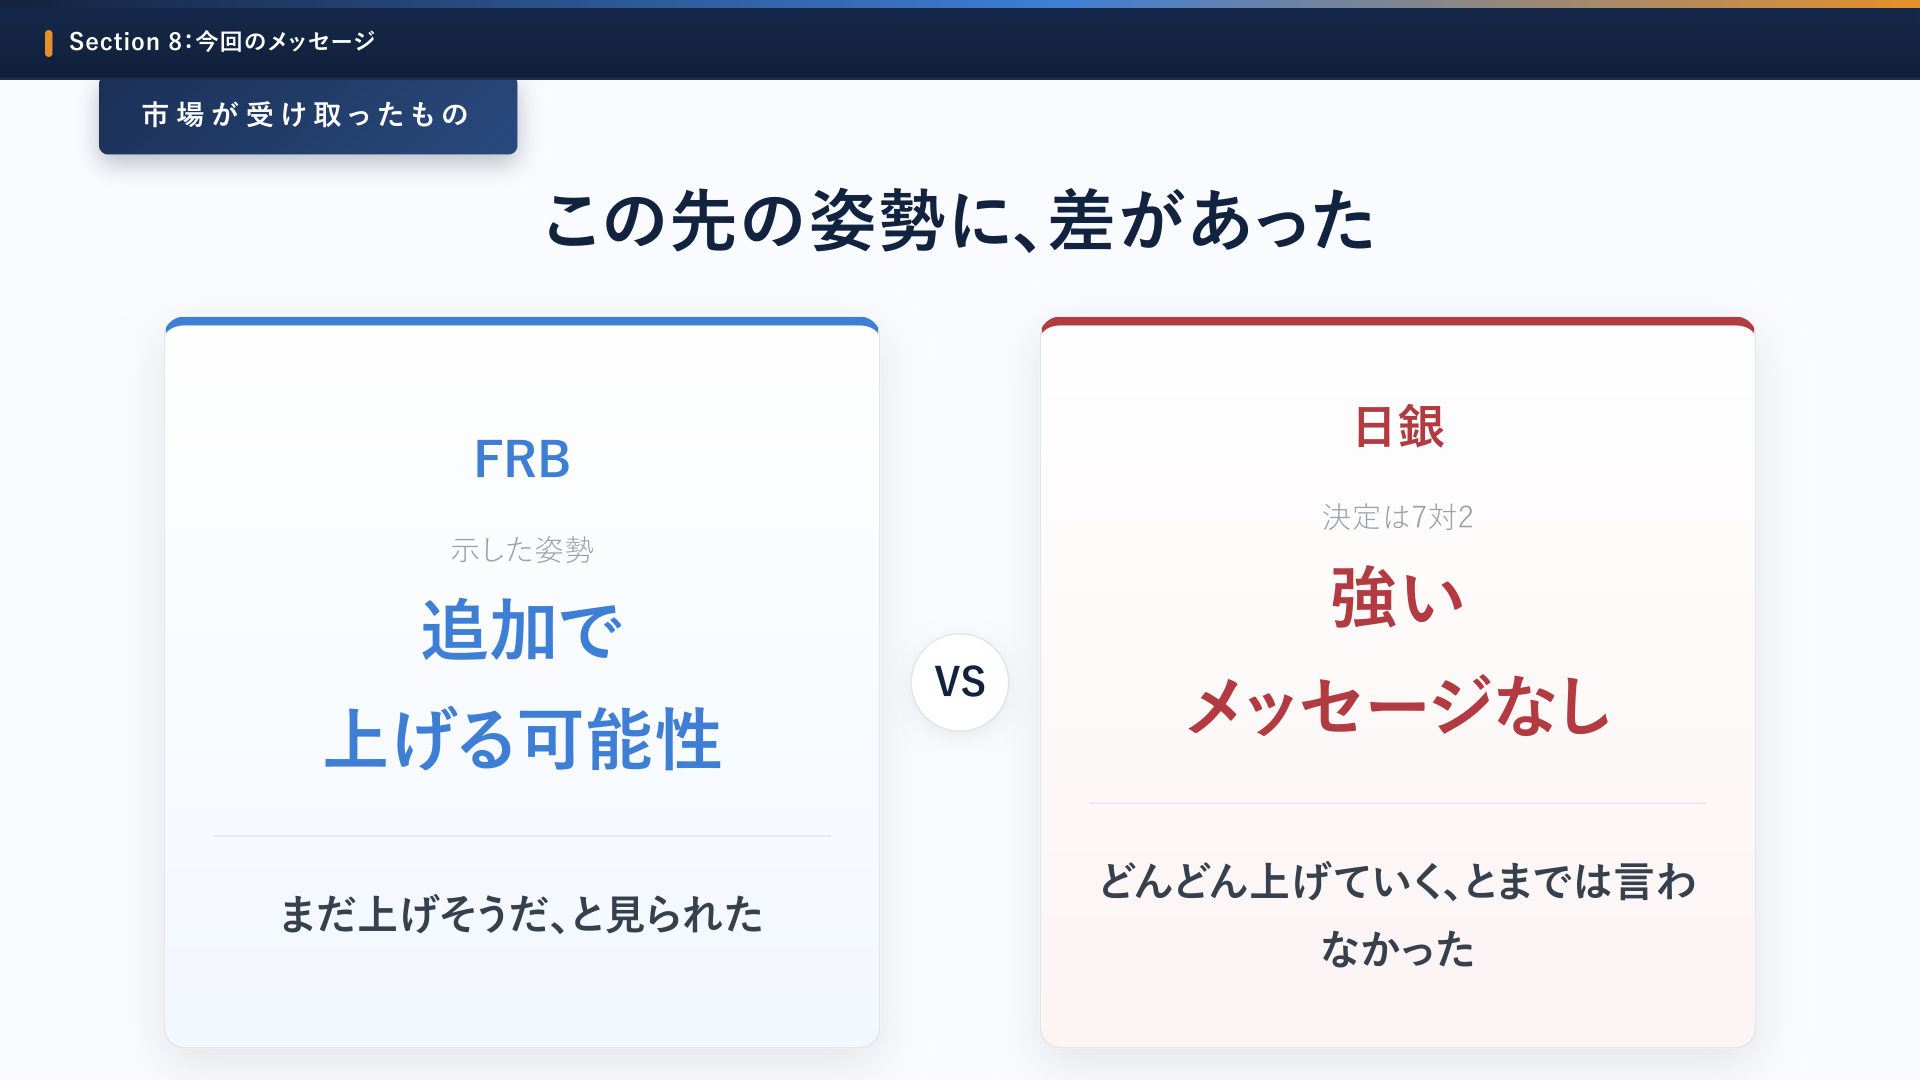 Section 8：今回のメッセージ
市場が受け取ったもの
この先の姿勢に、差があった
FRB
示した姿勢
追加で
上げる可能性
まだ上げそうだ、と見られた
VS
日銀
決定は7対2
強い
メッセージなし
どんどん上げていく、とまでは言わ
なかった